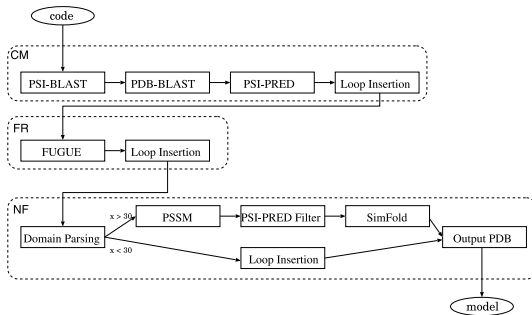 code
CM
PSI-BLAST
PDB-BLAST
PSI-PRED
Loop Insertion
FR
FUGUE
Loop Insertion
NF
Domain Parsing
x > 30
PSSM
PSI-PRED Filter
SimFold
x < 30
Loop Insertion
Output PDB
model